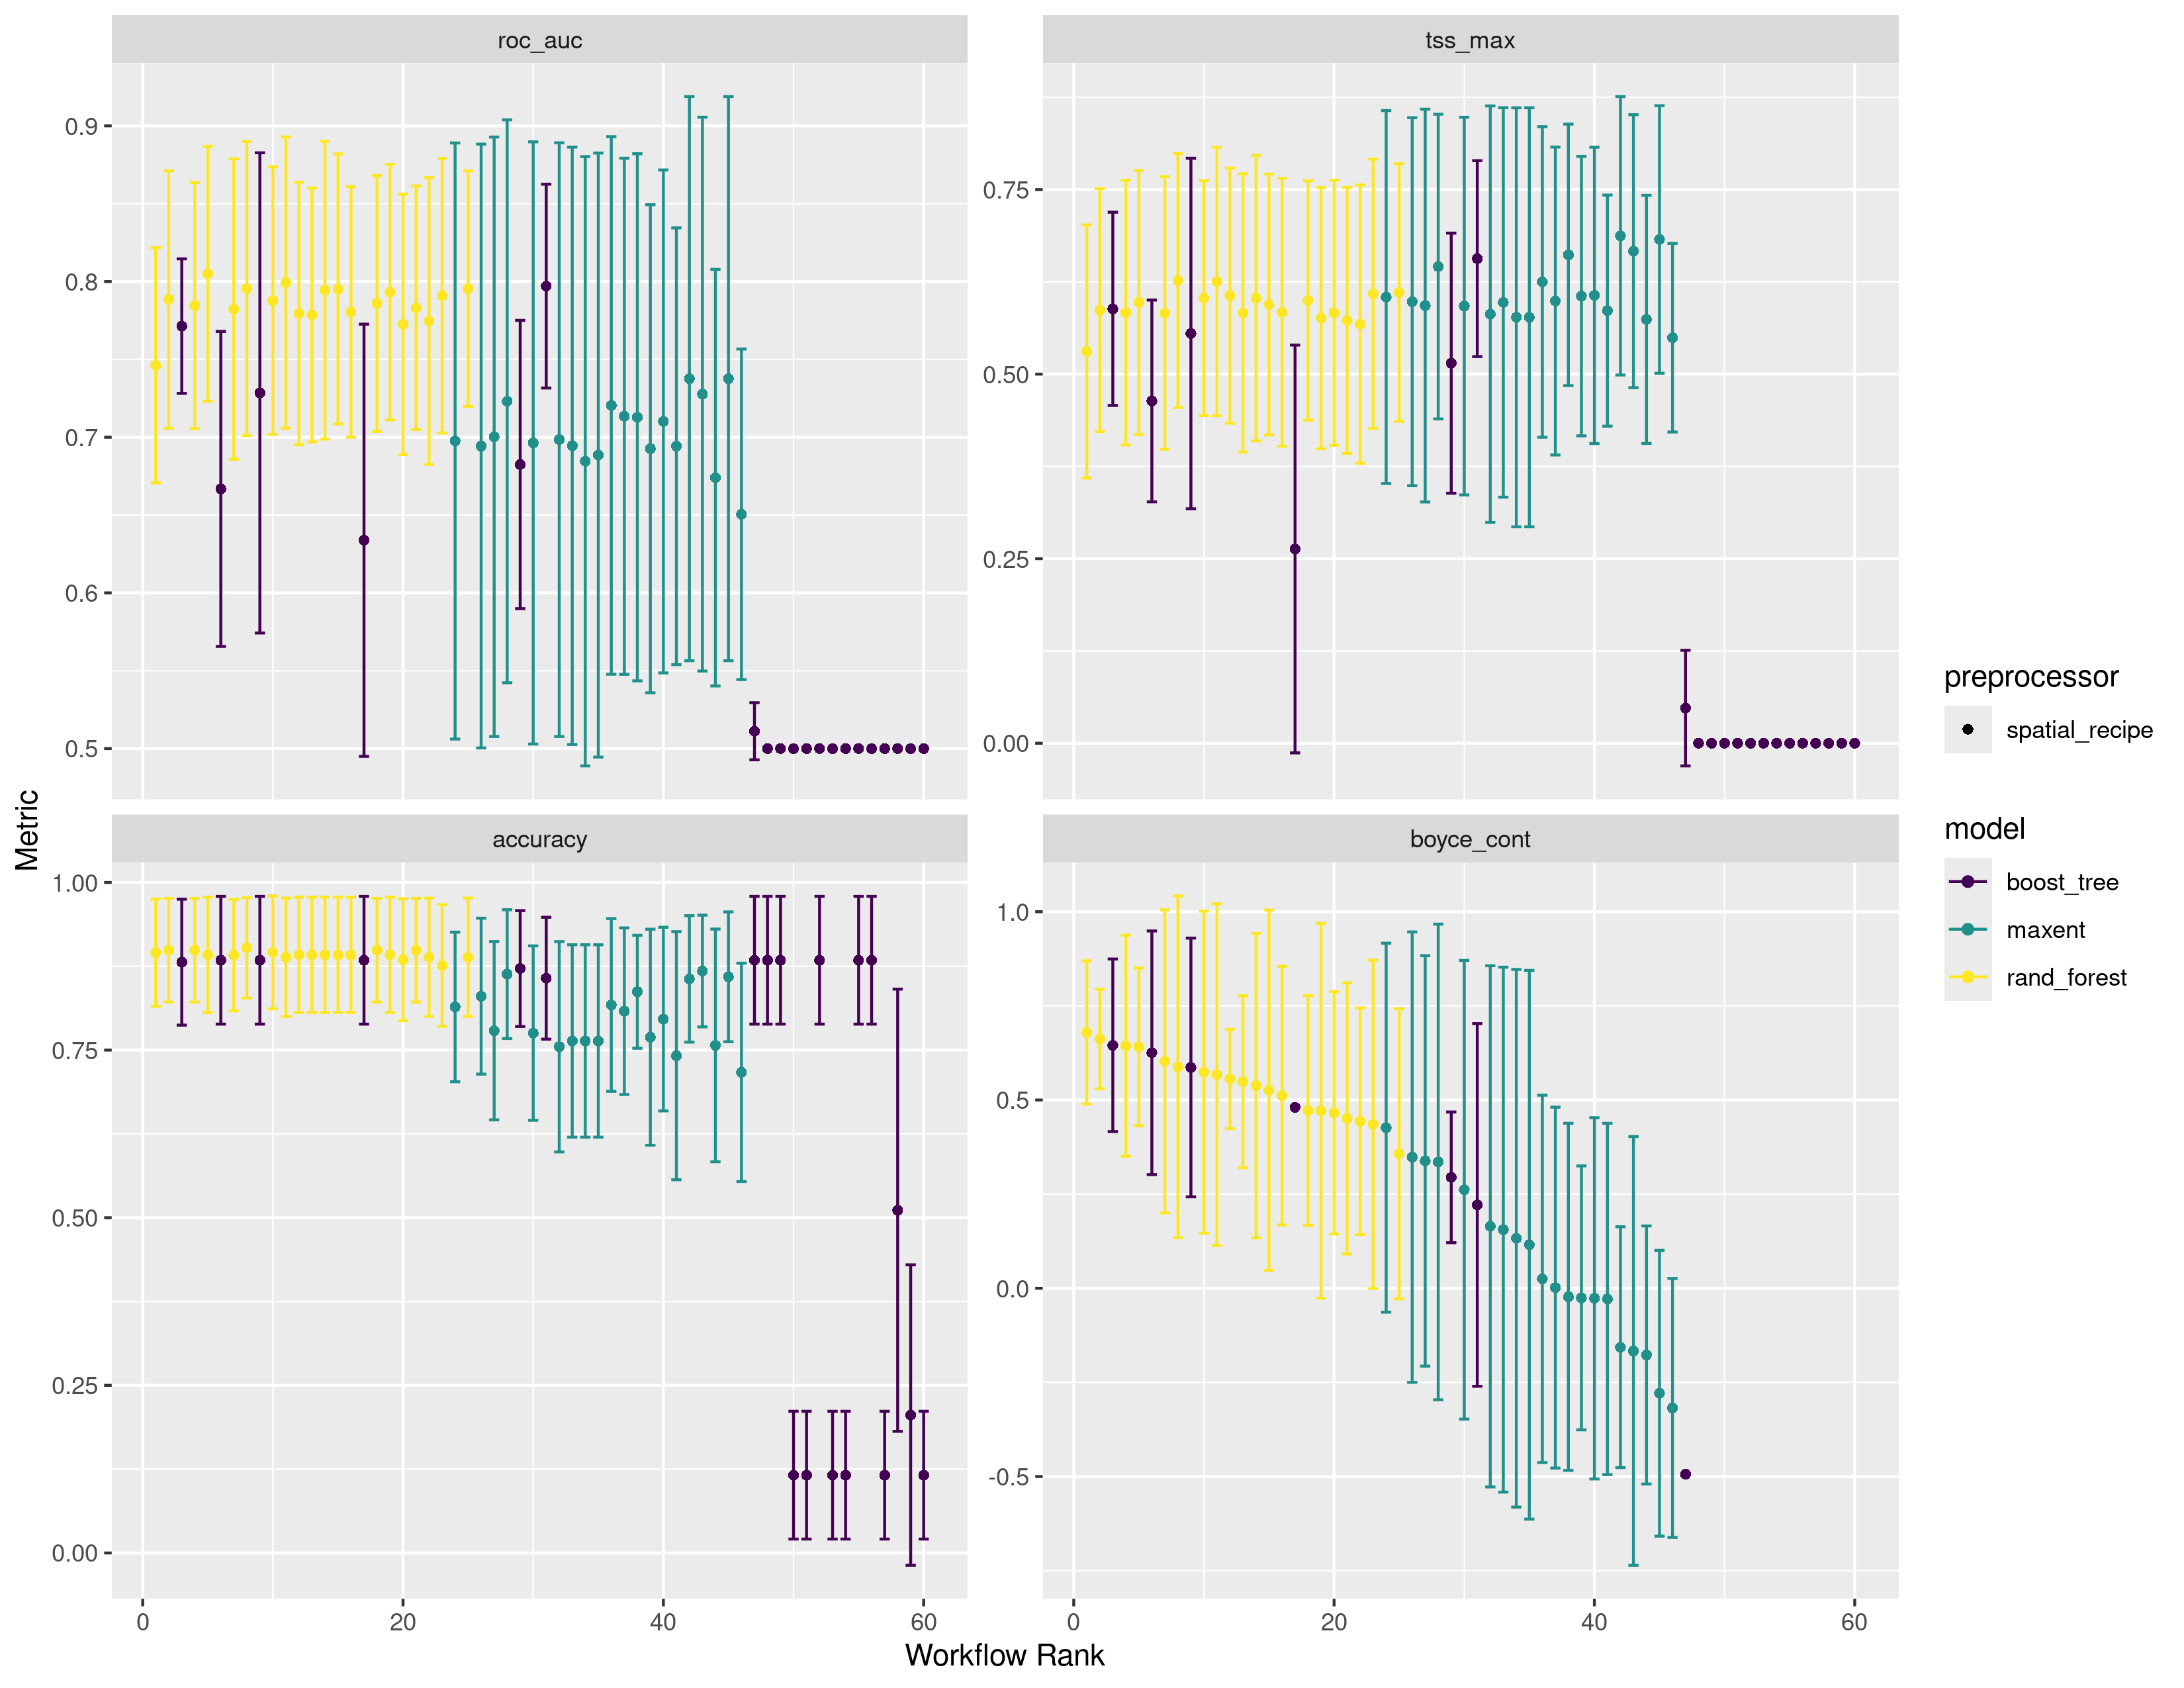 roc_auc
tss_max
0.9
0.8
0.7
0.6
0.5
0.75
0.50
0.25
0.00
accuracy
boyce_cont
1.00
0.75
0.50
0.25
0.00
1.0
0.5
0.0
-0.5
0
20
40
60
0
20
40
60
Workflow Rank
Metric
preprocessor
spatial_recipe
model
boost_tree
maxent
rand_forest